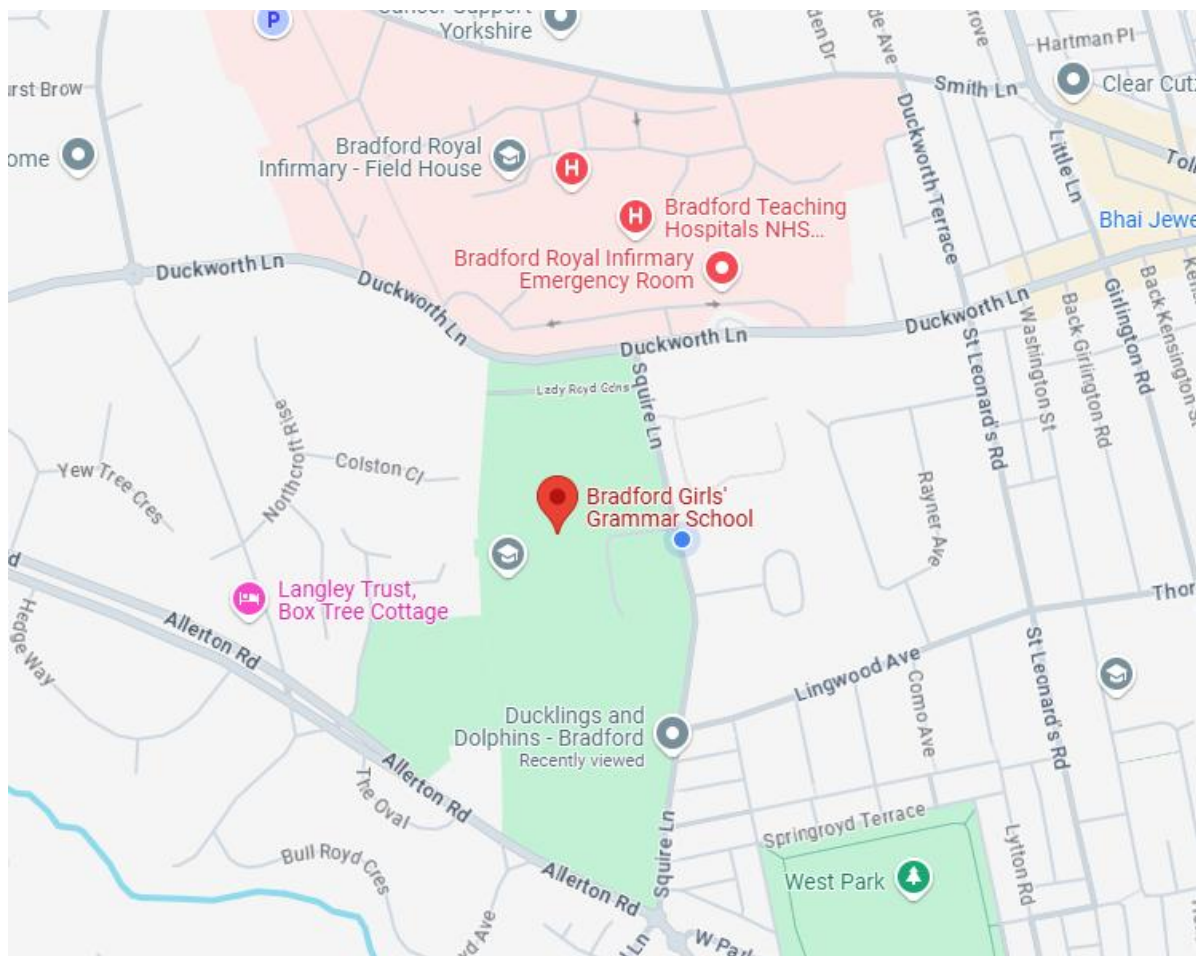 Yorkshire
P
Hartman Pl
Smith Ln
Clear Cutz
Duckworth Terrace
Little Ln
Bradford Royal
Infirmary - Field House
H
H
Bradford Teaching
Hospitals NHS...
Bhai Jewe
Bradford Royal Infirmary
Emergency Room
Duckworth Ln
Duckworth Ln
Duckworth Ln
Duckworth Ln
Washington St
Back Girlington Rd
Girlington Rd
Back Kensington St
Lady Royd Gdns
Squire Ln
St Leonard's Rd
Northcroft Rise
Colston Cl
Yew Tree Cres
Rayner Ave
Bradford Girls'
Grammar School
Langley Trust,
Box Tree Cottage
Hedge Way
Allerton Rd
Lingwood Ave
Como Ave
St Leonard's Rd
Ducklings and
Dolphins - Bradford
Recently viewed
Allerton Rd
The Oval
Springroyd Terrace
Lytton Rd
Squire Ln
Bull Royd Cres
West Park
Allerton Rd
W Park